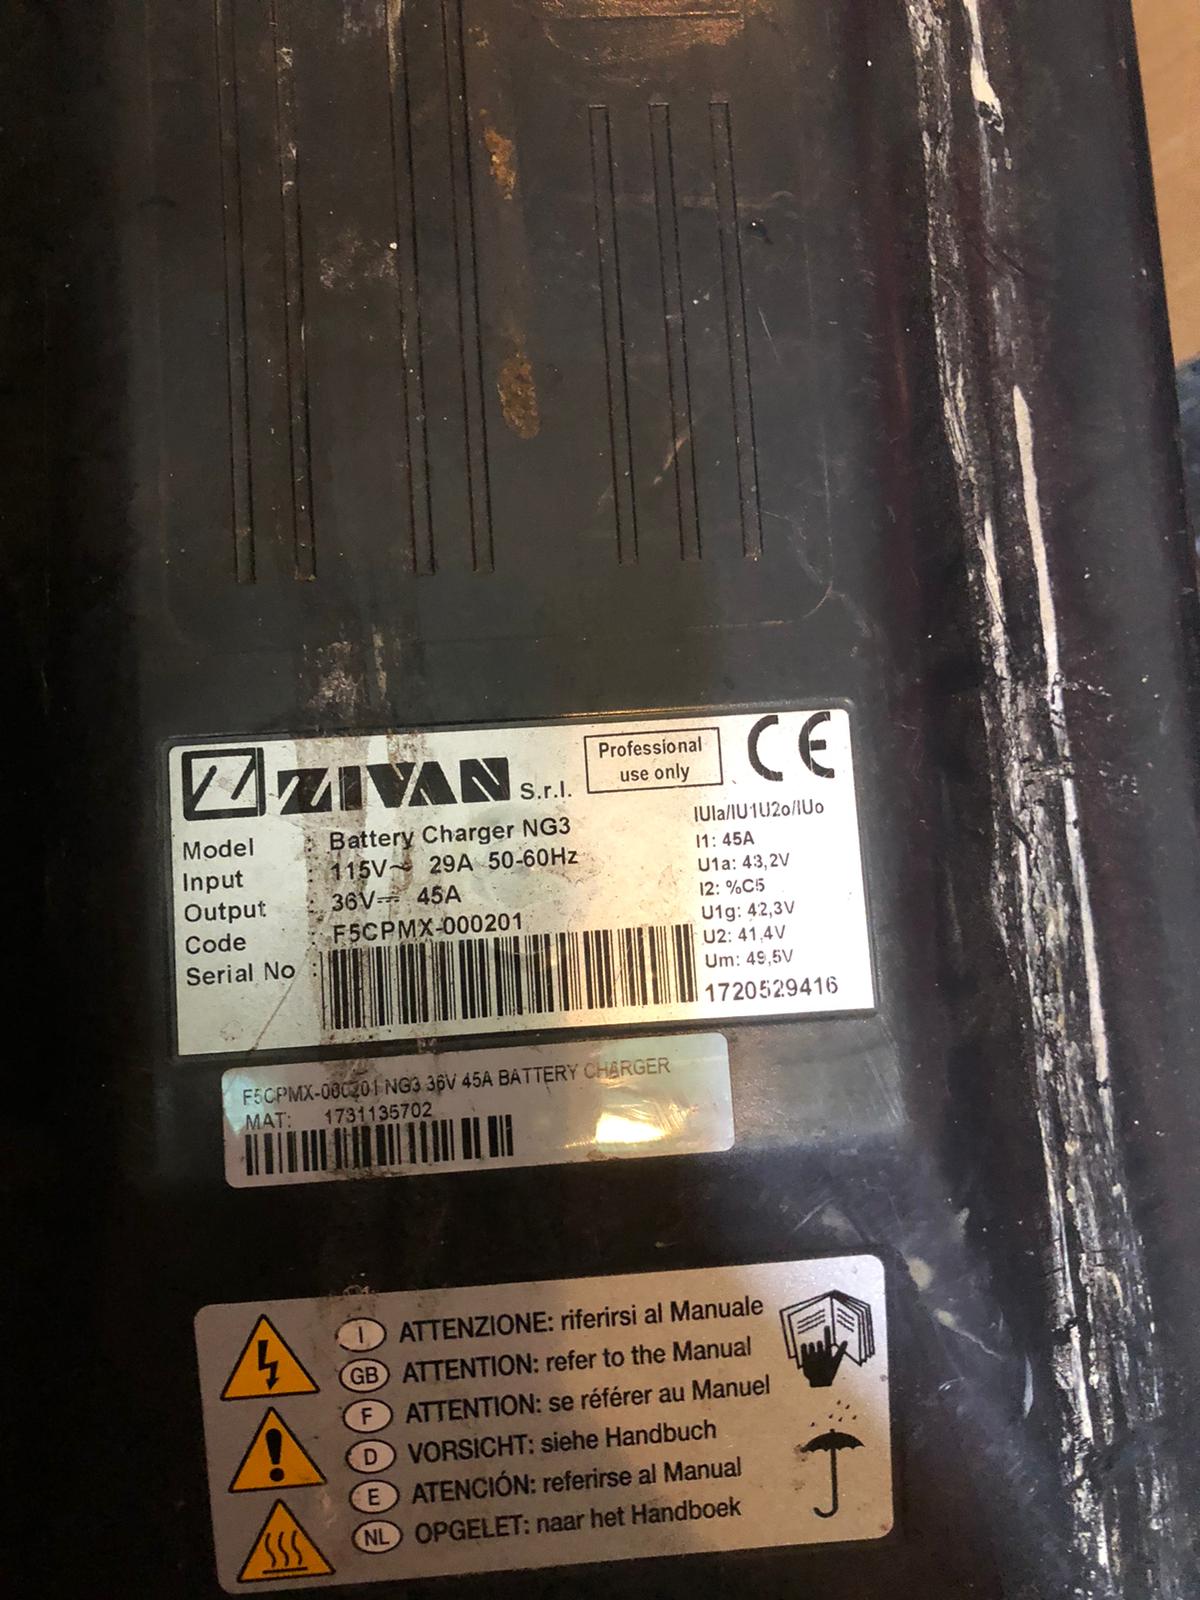 ZIVAN S.r.l.
Professional
use only
CE
Model : Battery Charger NG3
Input : 115V~ 29A 50-60Hz
Output : 36V⎓ 45A
Code : F5CPMX-000201
Serial No :
IUIa/IU1U2o/IUo
I1: 45A
U1a: 43,2V
I2: %C5
U1g: 42,3V
U2: 41,4V
Um: 49,5V
1720529416
F5CPMX-000201 NG3 36V 45A BATTERY CHARGER
MAT: 1731135702
I ATTENZIONE: riferirsi al Manuale
GB ATTENTION: refer to the Manual
F ATTENTION: se référer au Manuel
D VORSICHT: siehe Handbuch
E ATENCIÓN: referirse al Manual
NL OPGELET: naar het Handboek